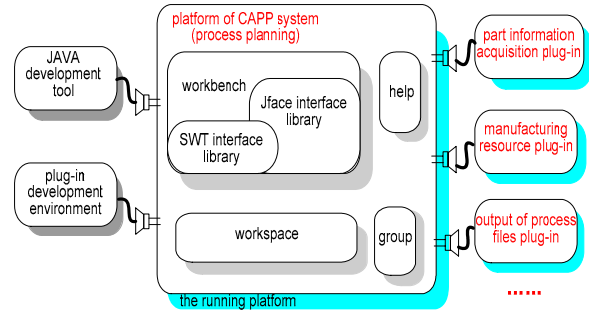 platform of CAPP system
(process planning)
JAVA
development
tool
plug-in
development
environment
workbench
Jface interface
library
SWT interface
library
help
workspace
group
the running platform
part information
acquisition plug-in
manufacturing
resource plug-in
output of process
files plug-in
......